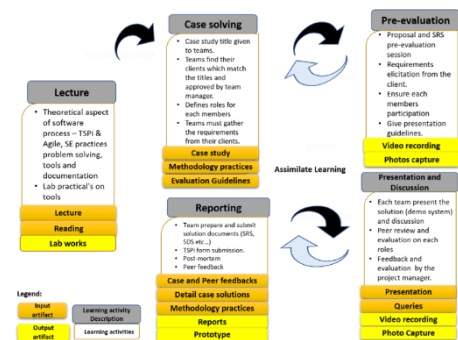 Lecture
• Theoretical aspect
of software
process – TSPi &
Agile, SE practices
problem solving,
tools and
documentation
• Lab practical's on
tools
Lecture
Reading
Lab works
Case solving
• Case study title given
to teams.
• Teams find their
clients which match
the titles and
approved by team
manager.
• Defines roles for
each members
• Teams must gather
the requirements
from their clients.
Case study
Methodology practices
Evaluation Guidelines
Pre-evaluation
• Proposal and SRS
pre-evaluation
session
• Requirements
elicitation from the
client.
• Ensure each
members
participation
• Give presentation
guidelines.
Video recording
Photos capture
Assimilate Learning
Reporting
• Team prepare and submit
solution documents (SRS,
SDS etc...)
• TSPi form submission.
• Post-mortem
• Peer feedback
Case and Peer feedbacks
Detail case solutions
Methodology practices
Reports
Prototype
Presentation and
Discussion
• Each team present the
solution (demo system)
and discussion
• Peer review and
evaluation on each
roles
• Feedback and
evaluation by the
project manager.
Presentation
Queries
Video recording
Photo Capture
Legend:
Input
artifact
Output
artifact
Learning activity
Description
Learning activities